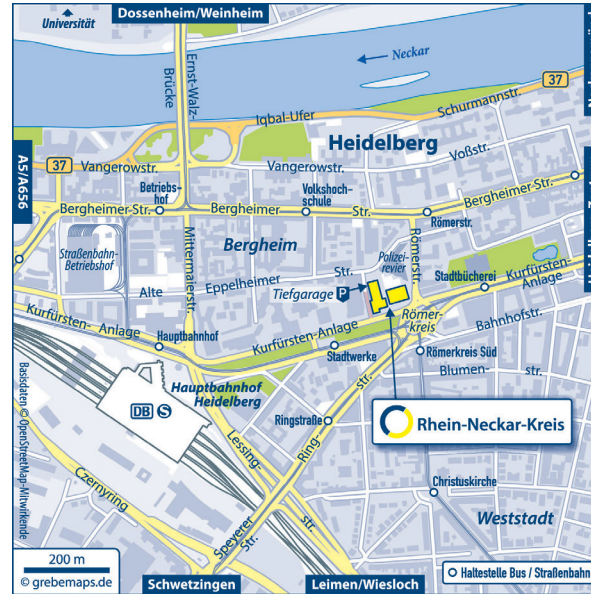 Universität
Dossenheim/Weinheim
Neckar
Ernst-Walz-
Brücke
37
Iqbal-Ufer
Schurmannstr.
Heidelberg
A5/A656
37
Vangerowstr.
Vangerowstr.
Voßstr.
Betriebs-
hof
Volkshoch-
schule
Bergheimer Str.
Bergheimer
Str.
Bergheimer Str.
Römerstr.
Bergheim
Mittermaierstr.
Straßenbahn-
Betriebshof
Polizei-
revier
Römerstr.
Alte
Eppelheimer
Str.
Tiefgarage
P
Stadtbücherei
Kurfürsten-
Anlage
Kurfürsten- Anlage
Hauptbahnhof
Kurfürsten-Anlage
Römer-
kreis
Bahnhofstr.
Stadtwerke
Römerkreis Süd
Blumen-
str.
Hauptbahnhof
Heidelberg
DB
S
Ringstraße
Rhein-Neckar-Kreis
Ring-
str.
Lessing-
str.
Christuskirche
Czernyring
Speyerer
Str.
Weststadt
Basisdaten © OpenStreetMap-Mitwirkende
200 m
© grebemaps.de
Schwetzingen
Leimen/Wiesloch
Haltestelle Bus / Straßenbahn